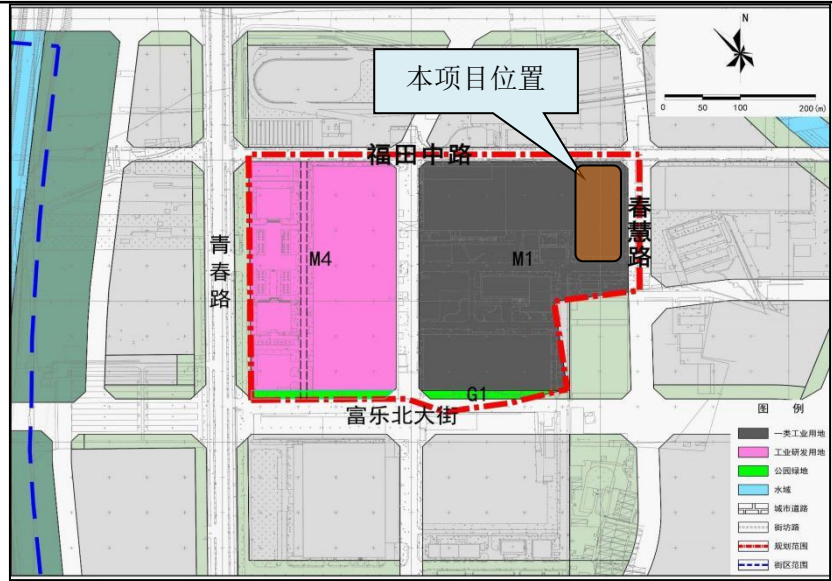 N
0 50 100 200(m)
本项目位置
福田中路
青春路
M4
M1
春慧路
G1
富乐北大街
图 例
一类工业用地
工业研发用地
公园绿地
水域
城市道路
街坊路
规划范围
街区范围